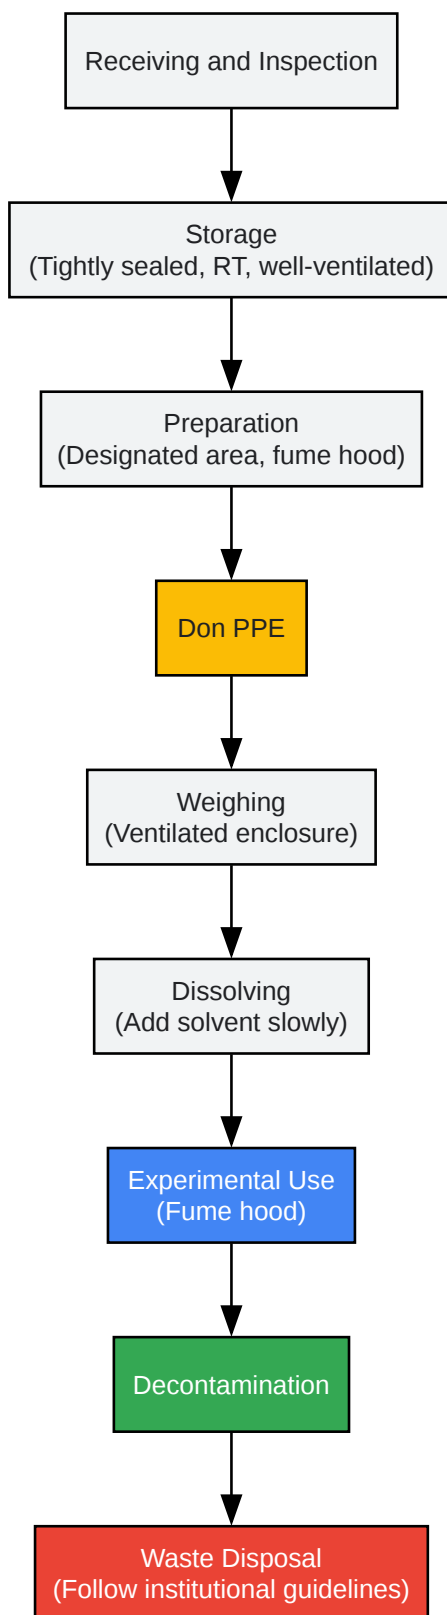 Receiving and Inspection
Storage
(Tightly sealed, RT, well-ventilated)
Preparation
(Designated area, fume hood)
Don PPE
Weighing
(Ventilated enclosure)
Dissolving
(Add solvent slowly)
Experimental Use
(Fume hood)
Decontamination
Waste Disposal
(Follow institutional guidelines)